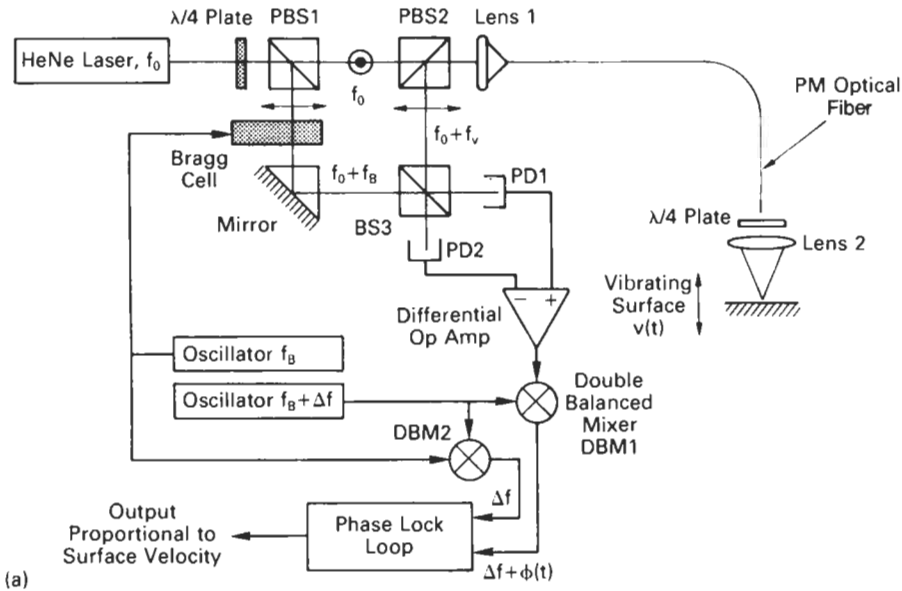 λ/4 Plate
PBS1
PBS2
Lens 1
HeNe Laser, f₀
f₀
PM Optical
Fiber
f₀+fᵥ
Bragg
Cell
f₀+f_B
PD1
Mirror
BS3
PD2
λ/4 Plate
Lens 2
Vibrating
Surface
v(t)
Differential
Op Amp
− +
Oscillator f_B
Oscillator f_B+Δf
Double
Balanced
Mixer
DBM1
DBM2
Δf
Output
Proportional to
Surface Velocity
Phase Lock
Loop
Δf+ϕ(t)
(a)